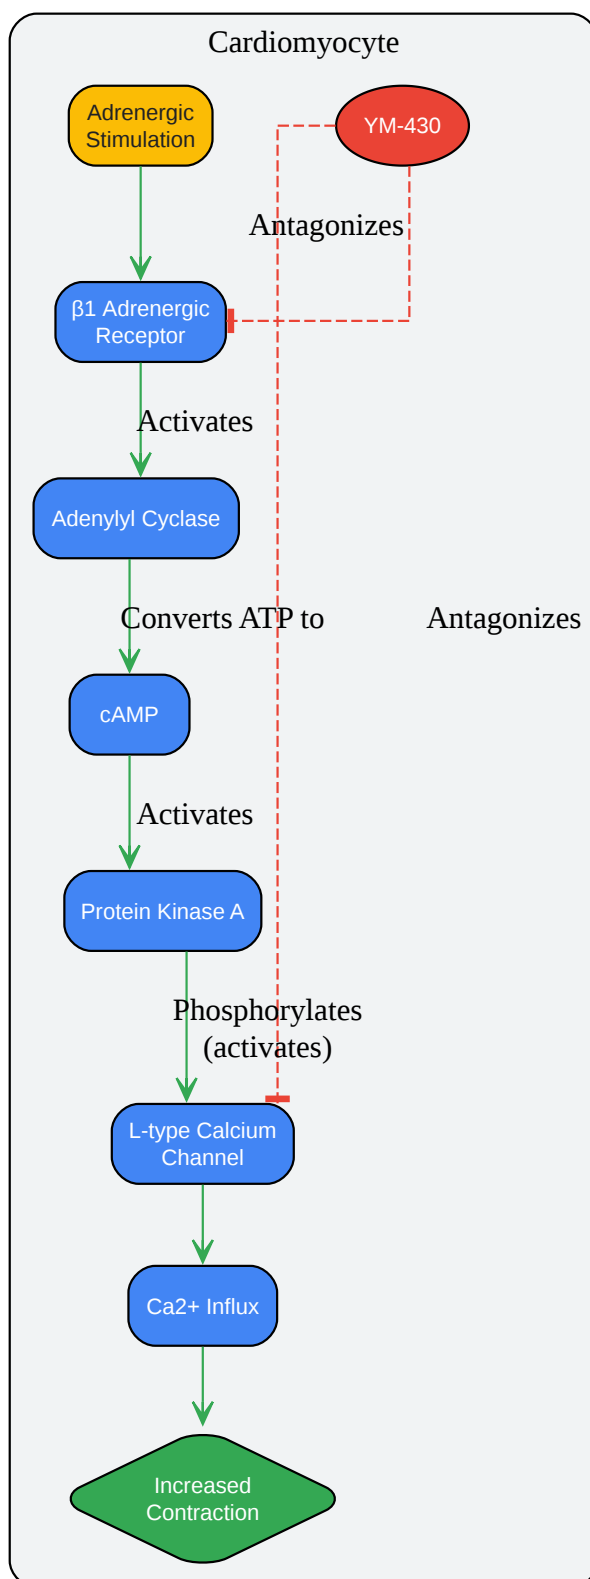 Cardiomyocyte
Adrenergic
Stimulation
YM-430
Antagonizes
β1 Adrenergic
Receptor
Activates
Adenylyl Cyclase
Converts ATP to
Antagonizes
cAMP
Activates
Protein Kinase A
Phosphorylates
(activates)
L-type Calcium
Channel
Ca2+ Influx
Increased
Contraction